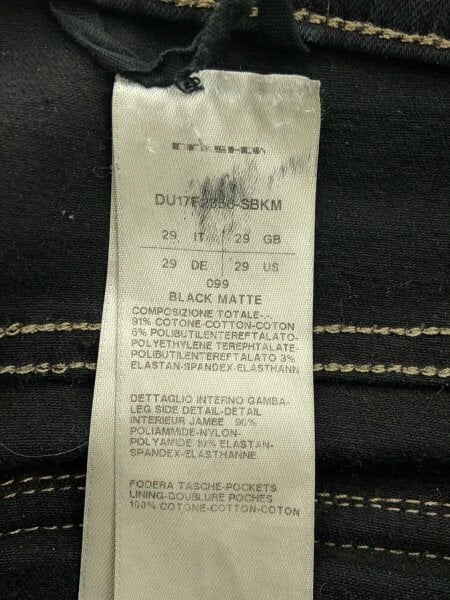 29 IT 29 GB
29 DE 29 US
099
BLACK MATTE
COMPOSIZIONE TOTALE-.-
91% COTONE-COTTON-COTON
6% POLIBUTILENTEREFTALATO-
POLYETHYLENE TEREPHTALATE-
POLIBUTILENTEREFTALATO 3%
ELASTAN-SPANDEX-ELASTHANN
DETTAGLIO INTERNO GAMBA-
LEG SIDE DETAIL-DETAIL
INTERIEUR JAMBE 90%
POLIAMMIDE-NYLON-
POLYAMIDE 10% ELASTAN-
SPANDEX-ELASTHANNE
FODERA TASCHE-POCKETS
LINING-DOUBLURE POCHES
100% COTONE-COTTON-COTON